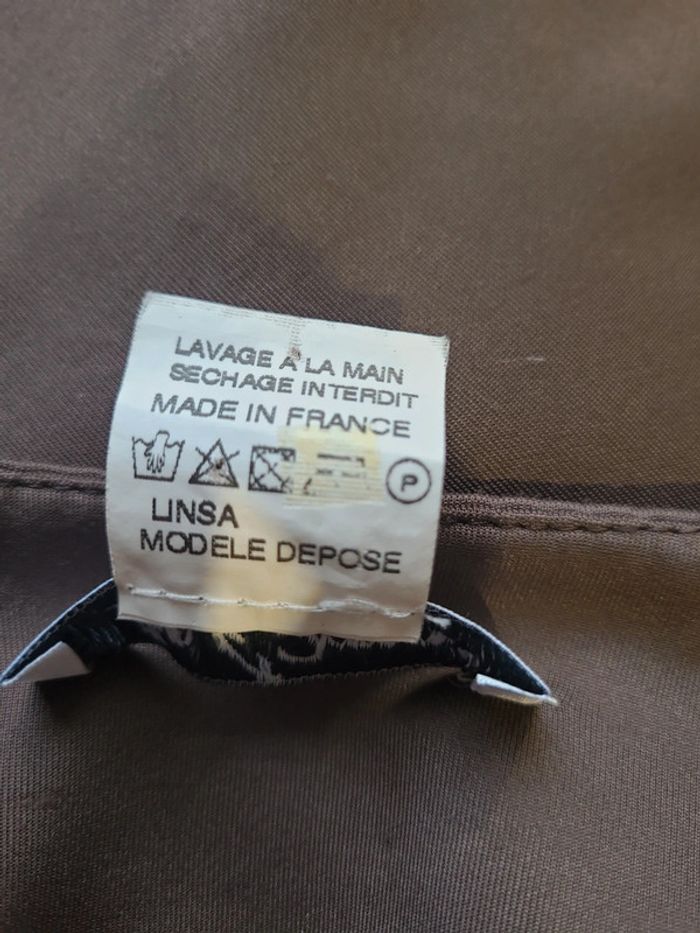 LAVAGE A LA MAIN
SECHAGE INTERDIT
MADE IN FRANCE
P
LINSA
MODELE DEPOSE